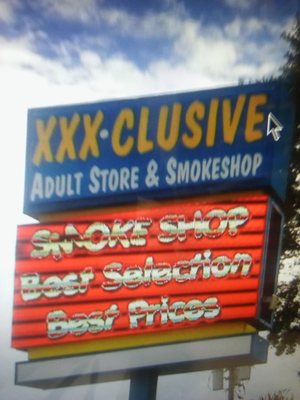 XXX-CLUSIVE
ADULT STORE & SMOKESHOP
SMOKE SHOP
Best Selection
Best Prices